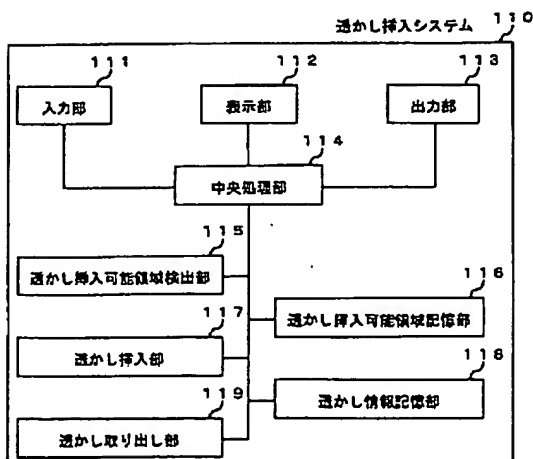 透かし挿入システム 110
111 112 113
入力部 表示部 出力部
114
中央処理部
115
透かし挿入可能領域検出部
116
透かし挿入可能領域記憶部
117
透かし挿入部
118
透かし情報記憶部
119
透かし取り出し部